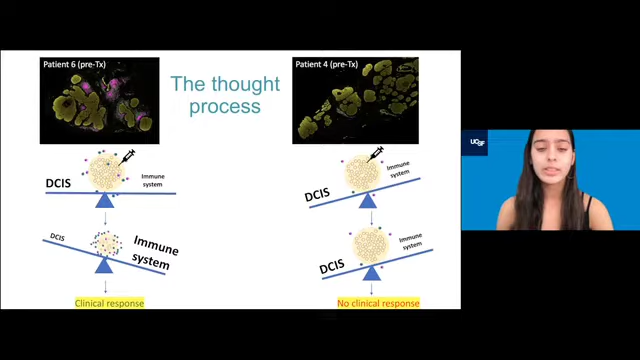 Patient 6 (pre-Tx)
The thought
process
Patient 4 (pre-Tx)
DCIS
Immune
system
DCIS
Immune
system
DCIS
Immune
system
DCIS
Immune
system
Clinical response
No clinical response
UCSF